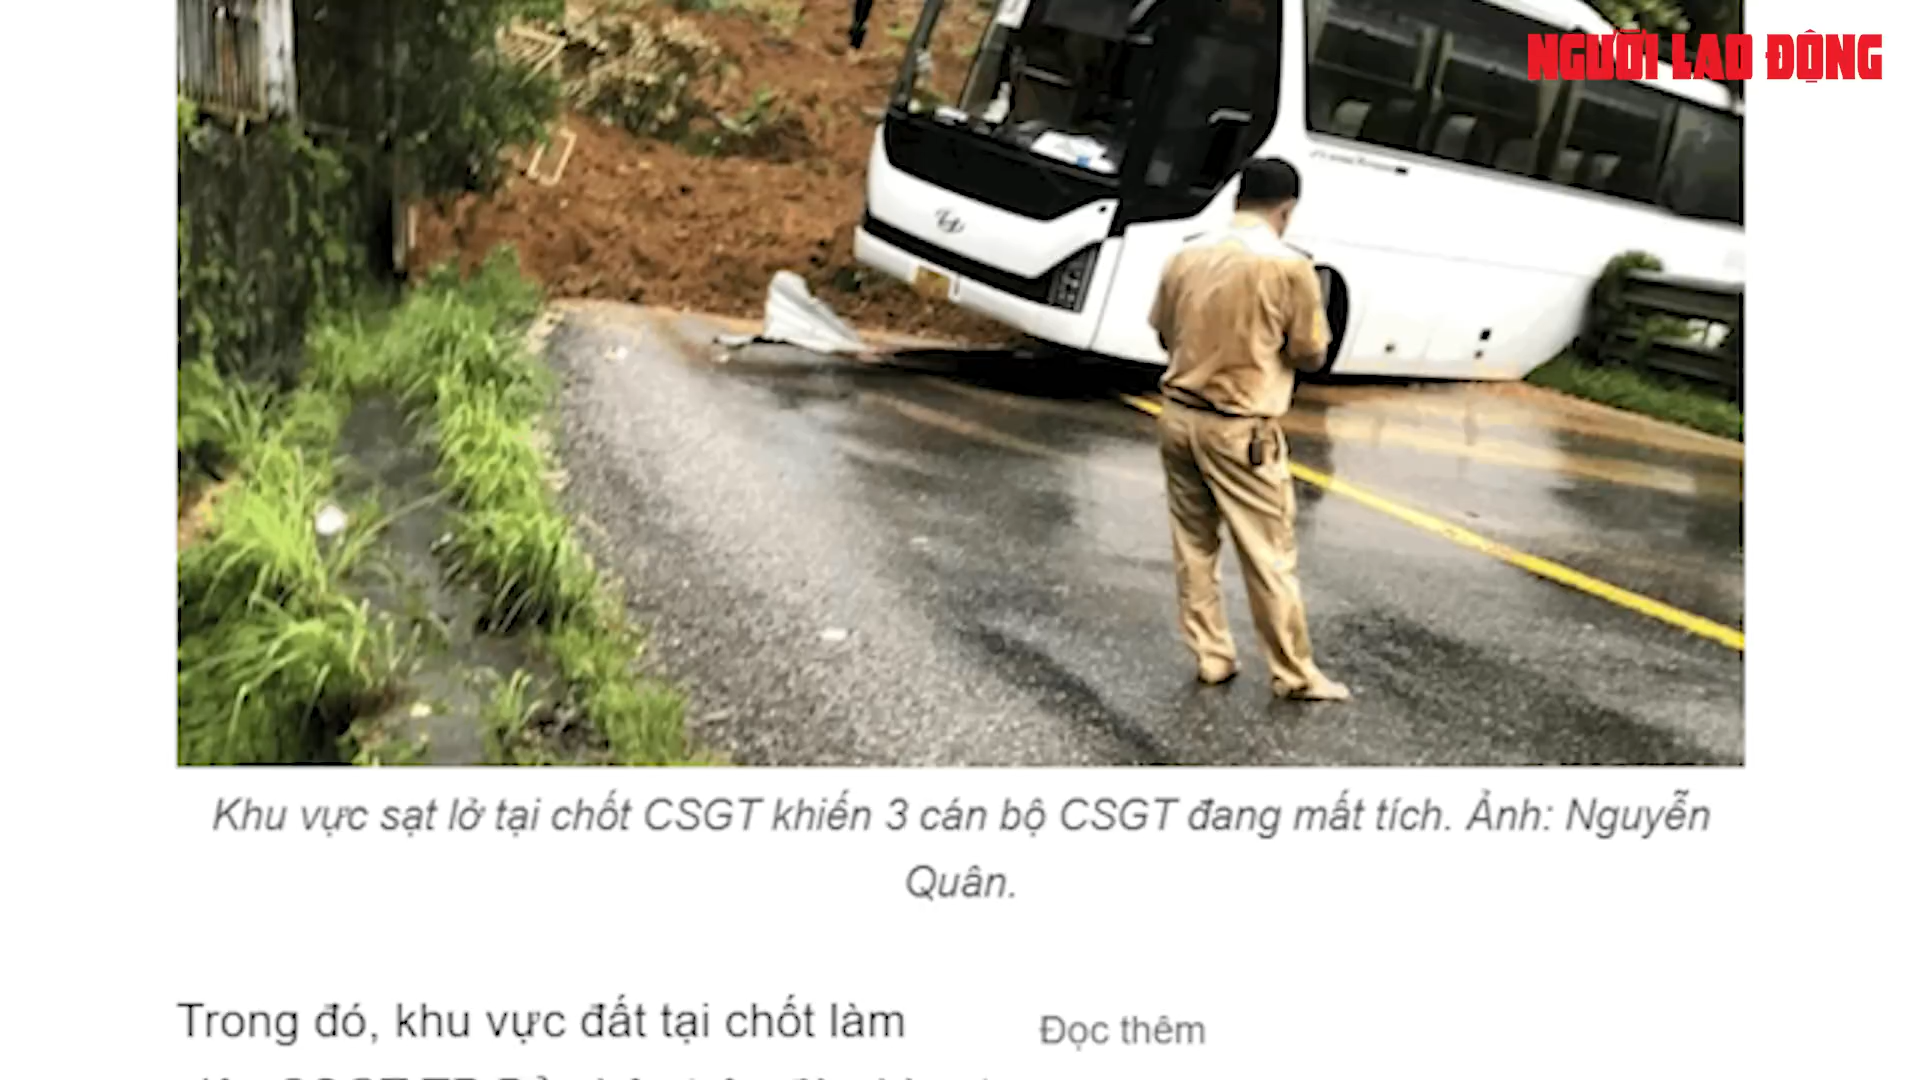 NGƯỜI LAO ĐỘNG
Khu vực sạt lở tại chốt CSGT khiến 3 cán bộ CSGT đang mất tích. Ảnh: Nguyễn
Quân.
Trong đó, khu vực đất tại chốt làm
Đọc thêm